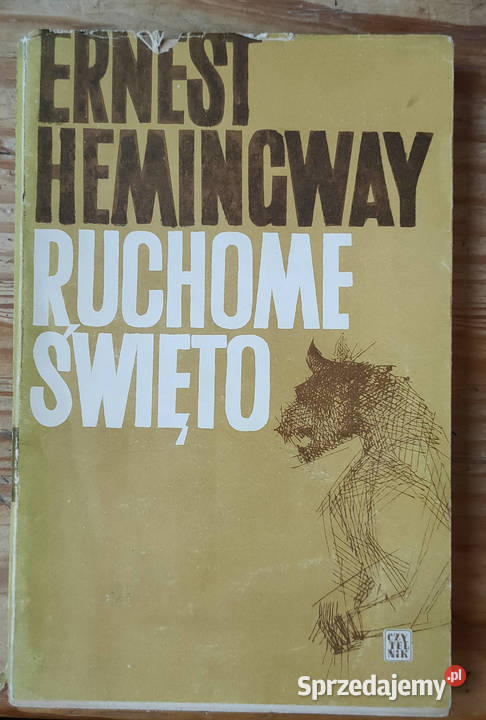 ERNEST
HEMINGWAY
RUCHOME
ŚWIĘTO
CZY
TEL
NIK
Sprzedajemy.pl